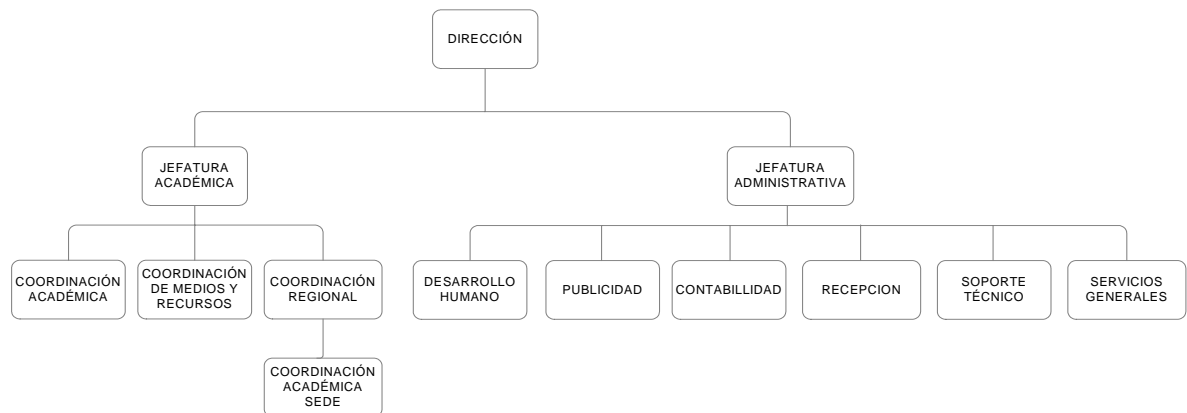 DIRECCIÓN
JEFATURA
ACADÉMICA
JEFATURA
ADMINISTRATIVA
COORDINACIÓN
ACADÉMICA
COORDINACIÓN
DE MEDIOS Y
RECURSOS
COORDINACIÓN
REGIONAL
DESARROLLO
HUMANO
PUBLICIDAD
CONTABILLIDAD
RECEPCION
SOPORTE
TÉCNICO
SERVICIOS
GENERALES
COORDINACIÓN
ACADÉMICA
SEDE